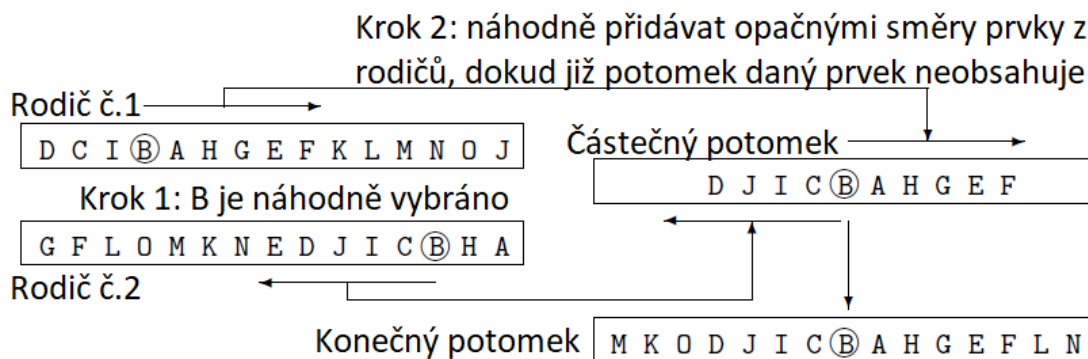 Krok 2: náhodně přidávat opačnými směry prvky z
rodičů, dokud již potomek daný prvek neobsahuje
Rodič č.1
D C I B A H G E F K L M N O J
Částečný potomek
D J I C B A H G E F
Krok 1: B je náhodně vybráno
G F L O M K N E D J I C B H A
Rodič č.2
Konečný potomek
M K O D J I C B A H G E F L N